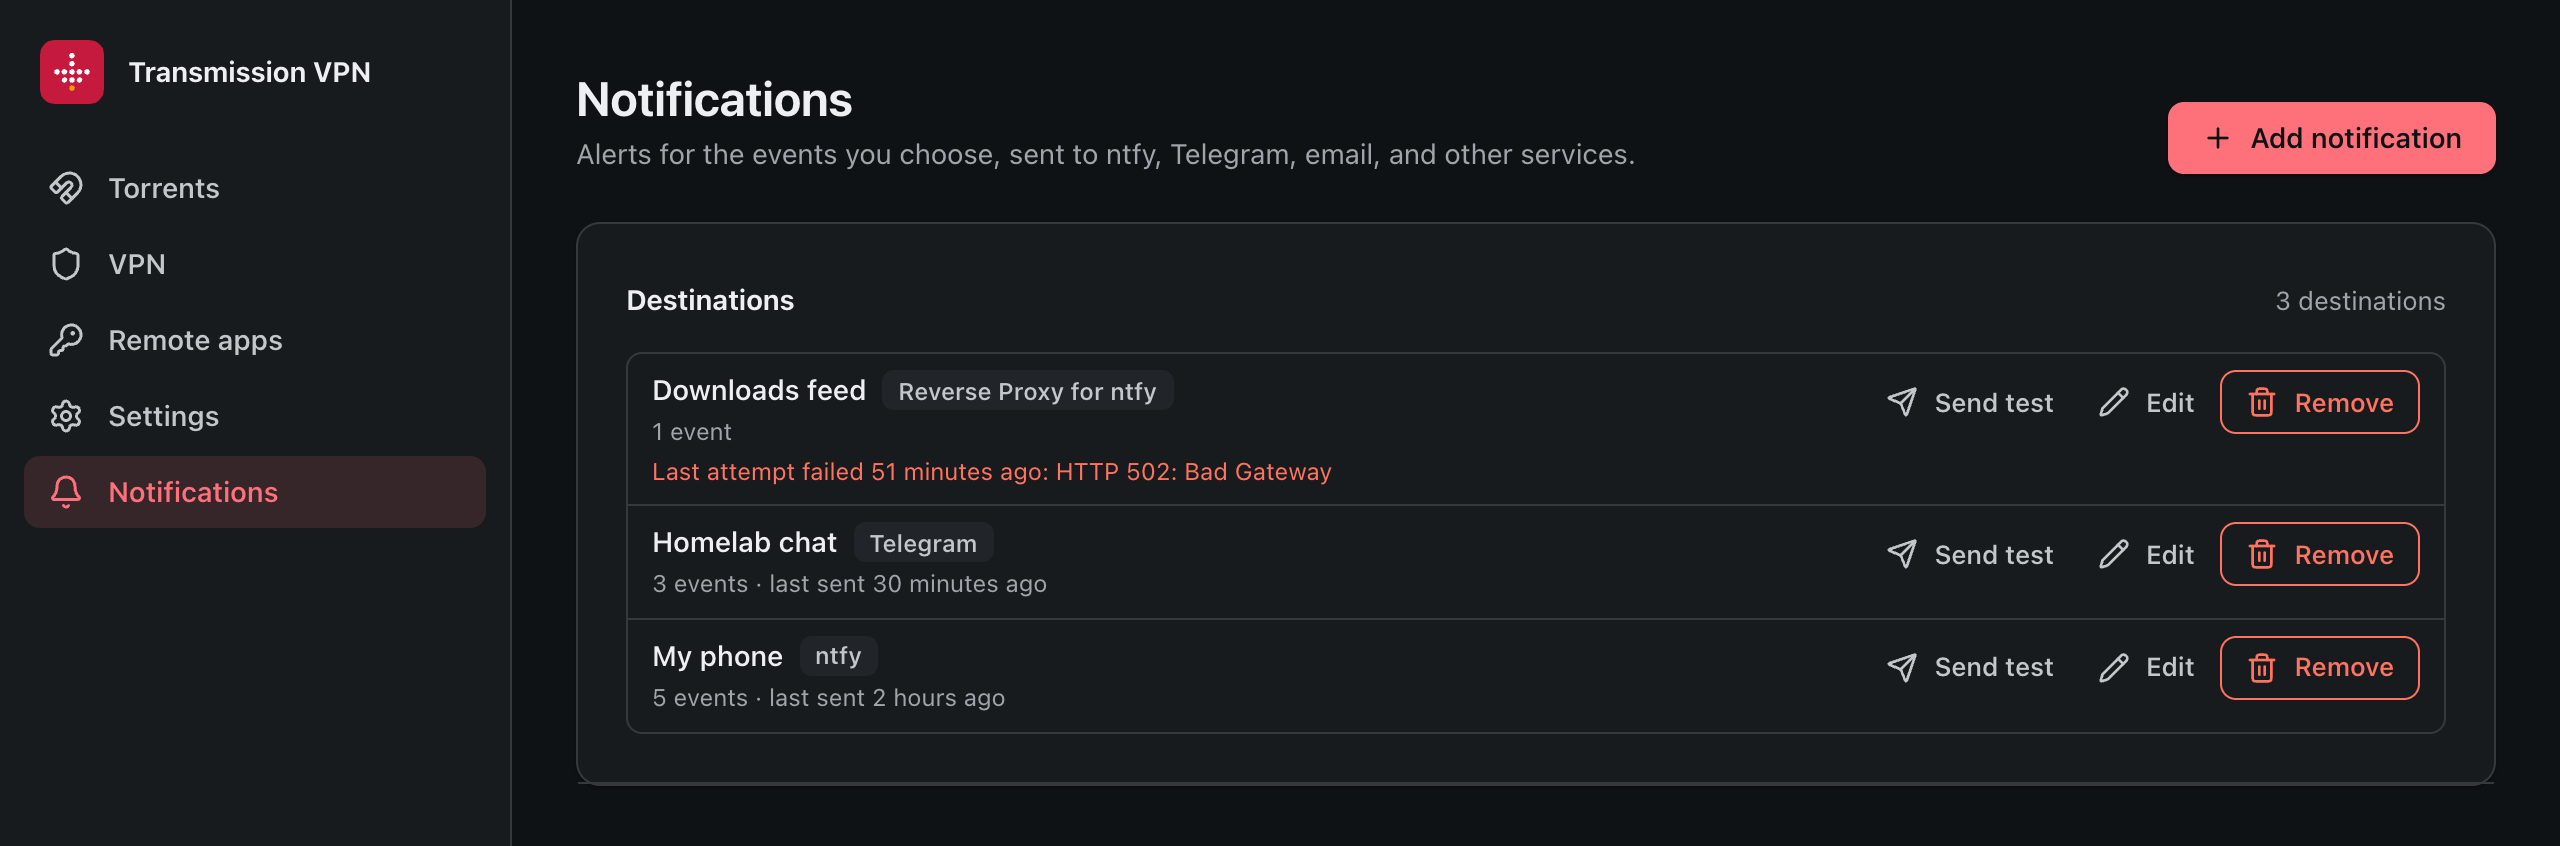 Transmission VPN
Torrents
VPN
Remote apps
Settings
Notifications
Notifications
Alerts for the events you choose, sent to ntfy, Telegram, email, and other services.
Add notification
Destinations
3 destinations
Downloads feed Reverse Proxy for ntfy
1 event
Last attempt failed 51 minutes ago: HTTP 502: Bad Gateway
Send test Edit Remove
Homelab chat Telegram
3 events · last sent 30 minutes ago
Send test Edit Remove
My phone ntfy
5 events · last sent 2 hours ago
Send test Edit Remove